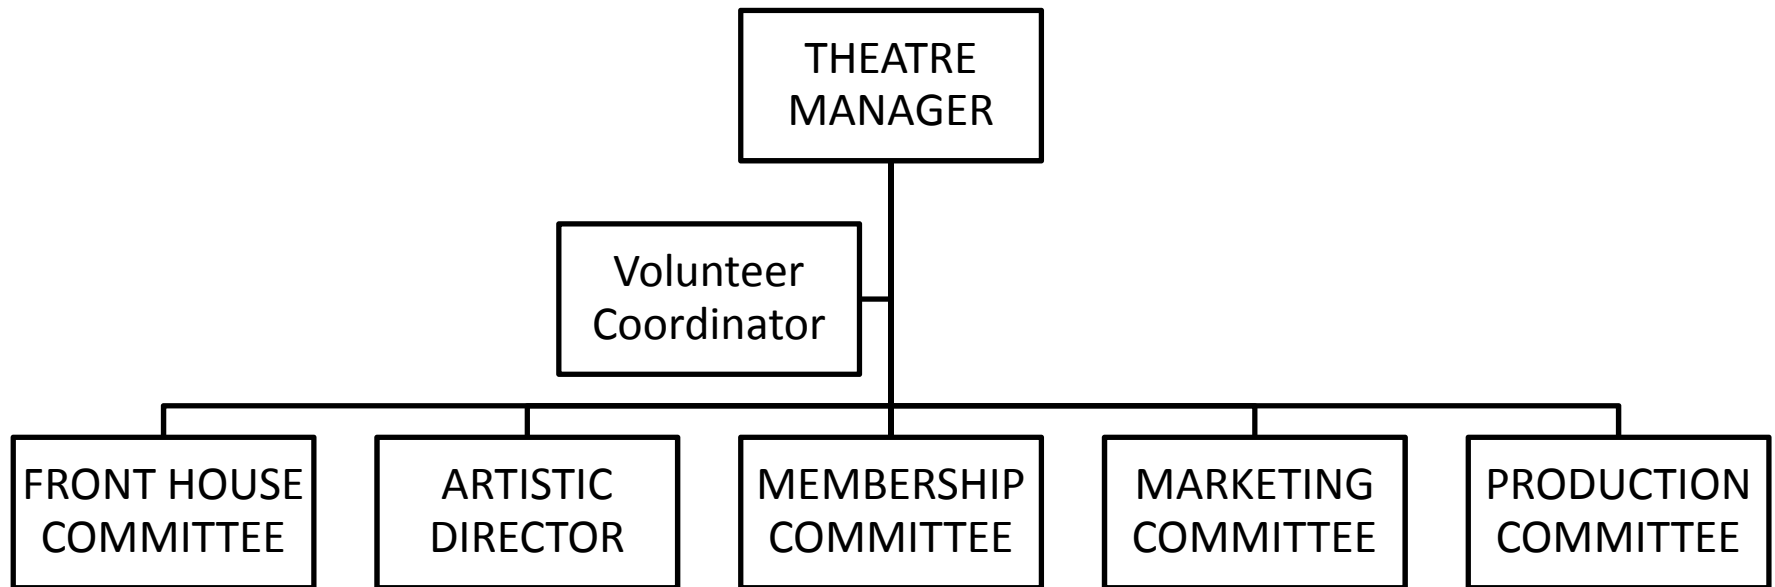 THEATRE
MANAGER
Volunteer
Coordinator
FRONT HOUSE
COMMITTEE
ARTISTIC
DIRECTOR
MEMBERSHIP
COMMITTEE
MARKETING
COMMITTEE
PRODUCTION
COMMITTEE